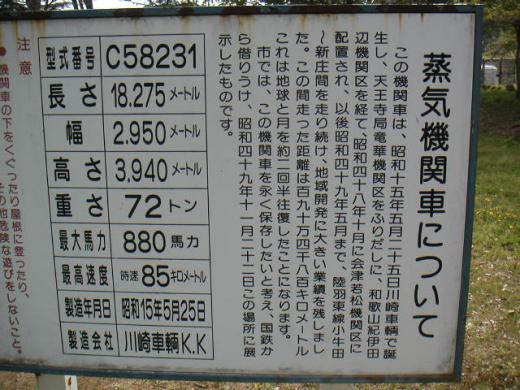 蒸気機関車について
この機関車は、昭和十五年五月二十五日川崎車輌で誕
生し、天王寺局竜華機関区をふりだしに、和歌山紀伊田
辺機関区を経て、昭和四十八年十月に会津若松機関区に
配置され、以後昭和四十九年五月まで、陸羽東線小牛田
～新庄間を走り続け、地域開発に大きい業績を残しまし
た。この間走った距離は百九十万四千八百キロメートル
これは地球と月を約二回半往復したことになります。
市では、この機関車を永く保存したいと考え、国鉄か
ら借りうけ、昭和四十九年十一月二十二日この場所に展
示したものです。
型式番号 C58231
長さ 18.275メートル
幅 2.950メートル
高さ 3,940メートル
重さ 72トン
最大馬力 880馬力
最高速度 時速85キロメートル
製造年月日 昭和15年5月25日
製造会社 川崎車輌K.K
注意
●機関車の下をくぐったり屋根に登ったり、
その他危険な遊びをしないこと。